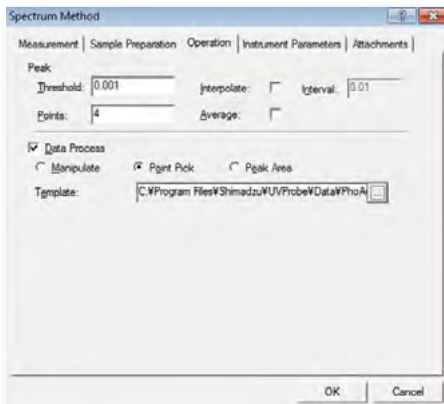 Spectrum Method
Measurement Sample Preparation Operation Instrument Parameters Attachments
Peak
Threshold: 0.001 Interpolate: Interval: 0.01
Points: 4 Average:
Data Process
Manipulate Point Pick Peak Area
Template: C:¥Program Files¥Shimadzu¥UVProbe¥Data¥PhoA ...
OK Cancel